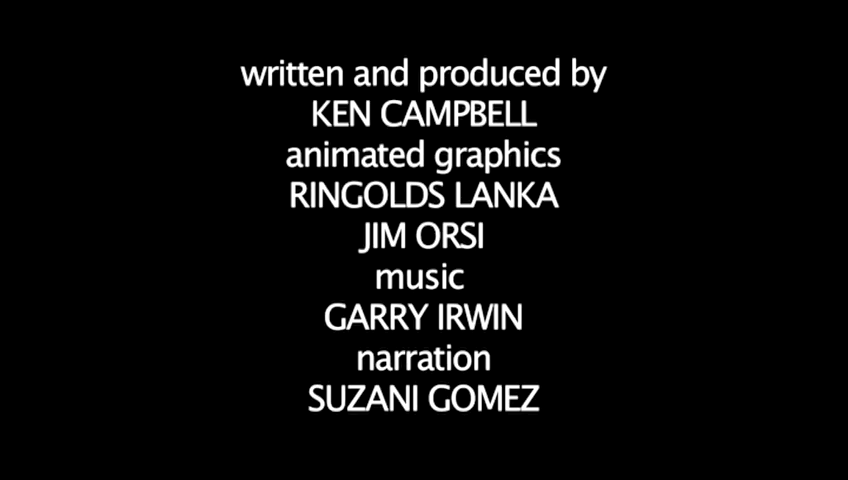 written and produced by
KEN CAMPBELL
animated graphics
RINGOLDS LANKA
JIM ORSI
music
GARRY IRWIN
narration
SUZANI GOMEZ